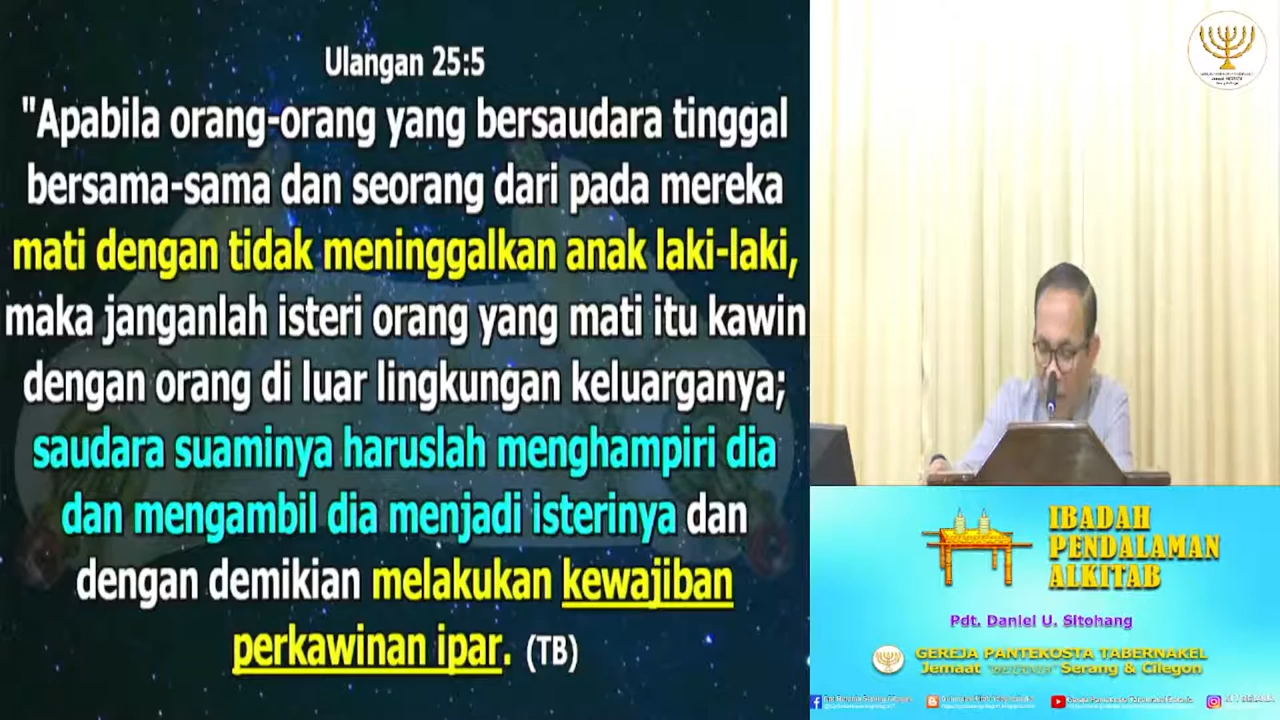 Ulangan 25:5
"Apabila orang-orang yang bersaudara tinggal
bersama-sama dan seorang dari pada mereka
mati dengan tidak meninggalkan anak laki-laki,
maka janganlah isteri orang yang mati itu kawin
dengan orang di luar lingkungan keluarganya;
saudara suaminya haruslah menghampiri dia
dan mengambil dia menjadi isterinya dan
dengan demikian melakukan kewajiban
perkawinan ipar. (TB)
IBADAH
PENDALAMAN
ALKITAB
Pdt. Daniel U. Sitohang
GEREJA PANTEKOSTA TABERNAKEL
Jemaat "BETANIA" Serang & Cilegon